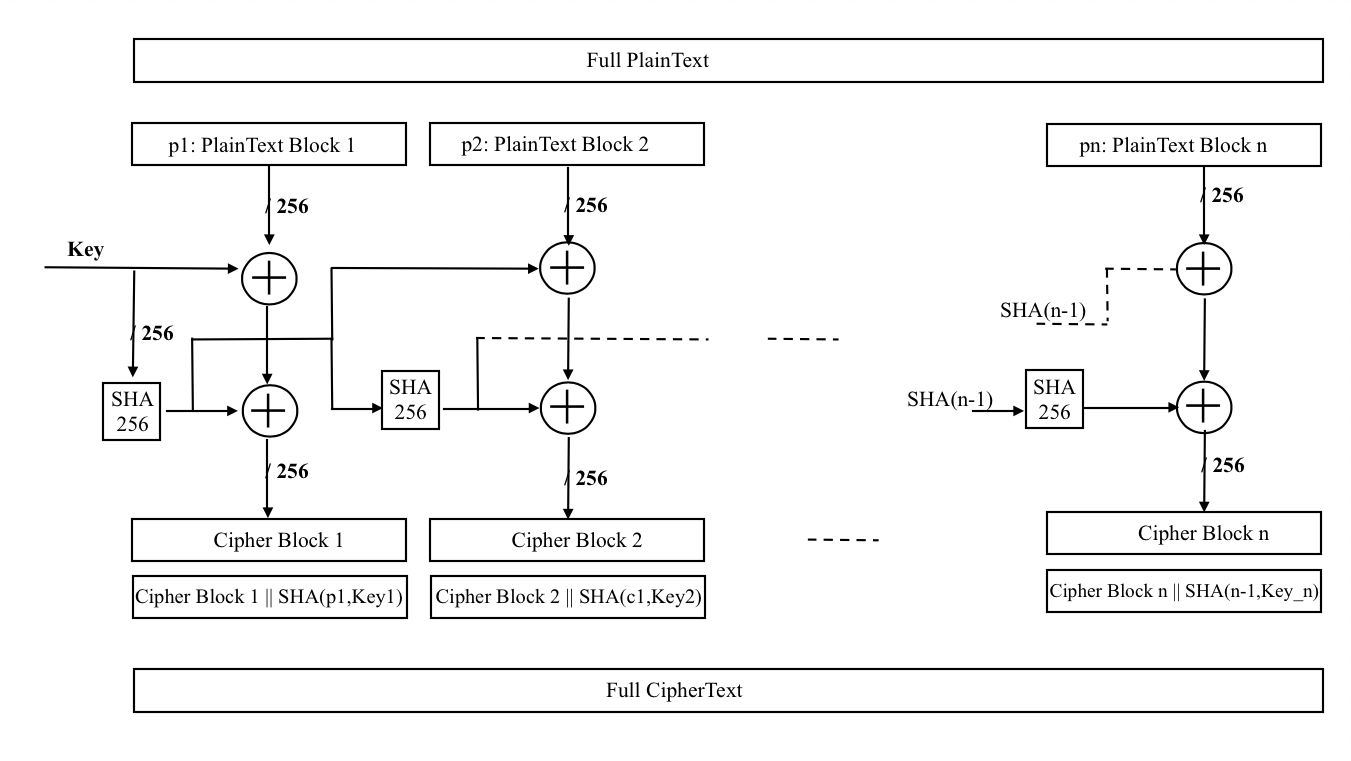 Full PlainText
p1: PlainText Block 1
p2: PlainText Block 2
pn: PlainText Block n
/ 256
/ 256
/ 256
Key
SHA(n-1)
/ 256
SHA
256
SHA
256
SHA(n-1)
SHA
256
/ 256
/ 256
/ 256
Cipher Block 1
Cipher Block 2
Cipher Block n
Cipher Block 1 || SHA(p1,Key1)
Cipher Block 2 || SHA(c1,Key2)
Cipher Block n || SHA(n-1,Key_n)
Full CipherText